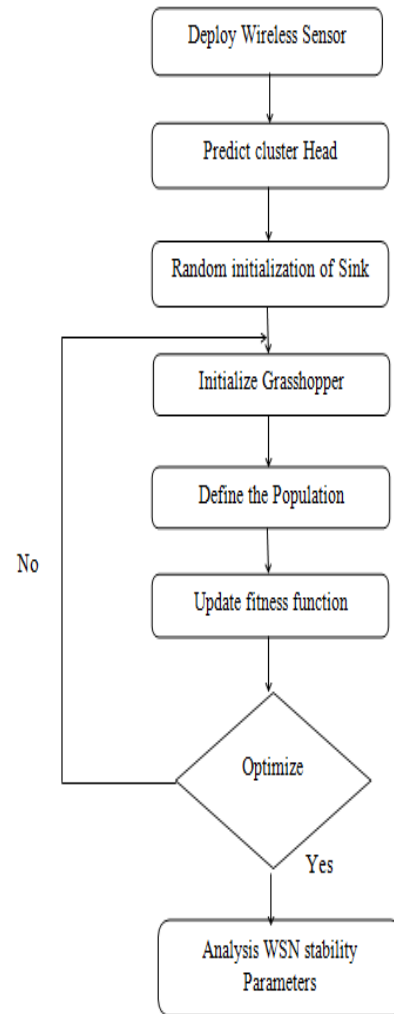 Deploy Wireless Sensor
Predict cluster Head
Random initialization of Sink
Initialize Grasshopper
Define the Population
No
Update fitness function
Optimize
Yes
Analysis WSN stability
Parameters